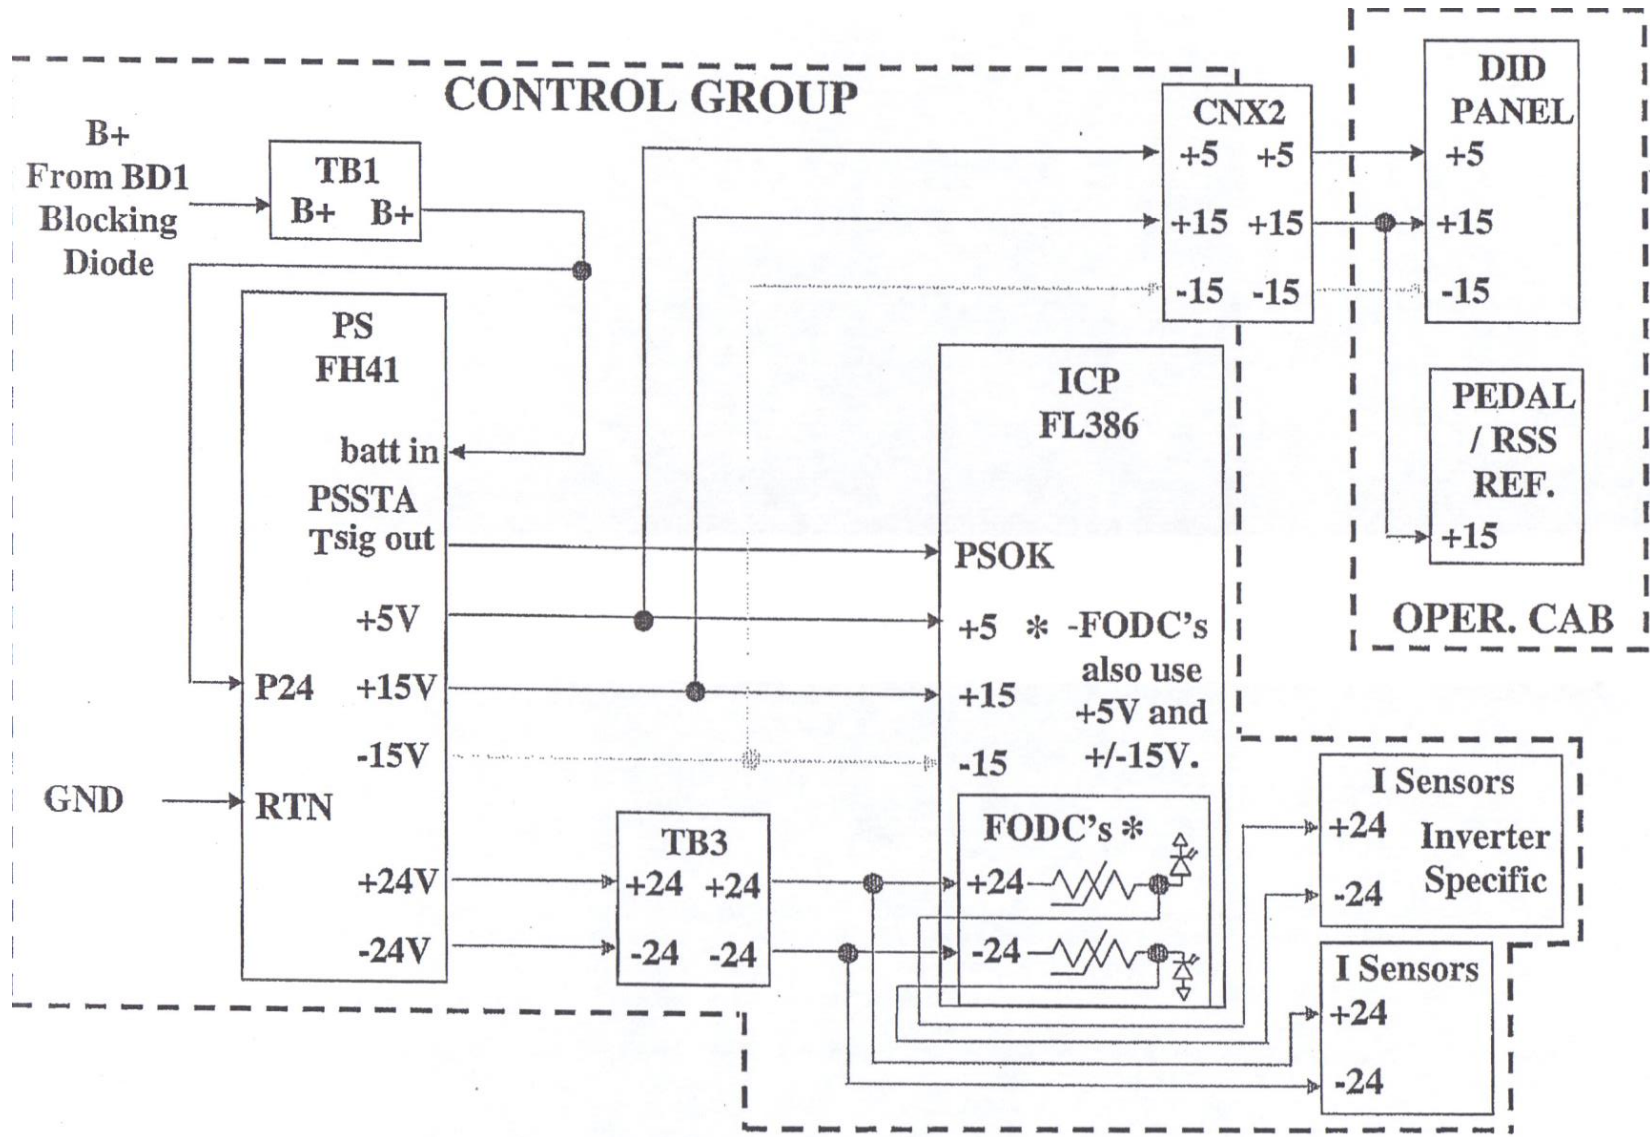 CONTROL GROUP
B+
From BD1
Blocking
Diode
TB1
B+ B+
PS
FH41
batt in
PSSTA
Tsig out
+5V
P24 +15V
-15V
GND
RTN
+24V
-24V
TB3
+24 +24
-24 -24
CNX2
+5 +5
+15 +15
-15 -15
ICP
FL386
PSOK
+5 * -FODC's
also use
+15 +5V and
-15 +/-15V.
FODC's *
+24
-24
DID
PANEL
+5
+15
-15
PEDAL
/ RSS
REF.
+15
OPER. CAB
I Sensors
+24 Inverter
-24 Specific
I Sensors
+24
-24